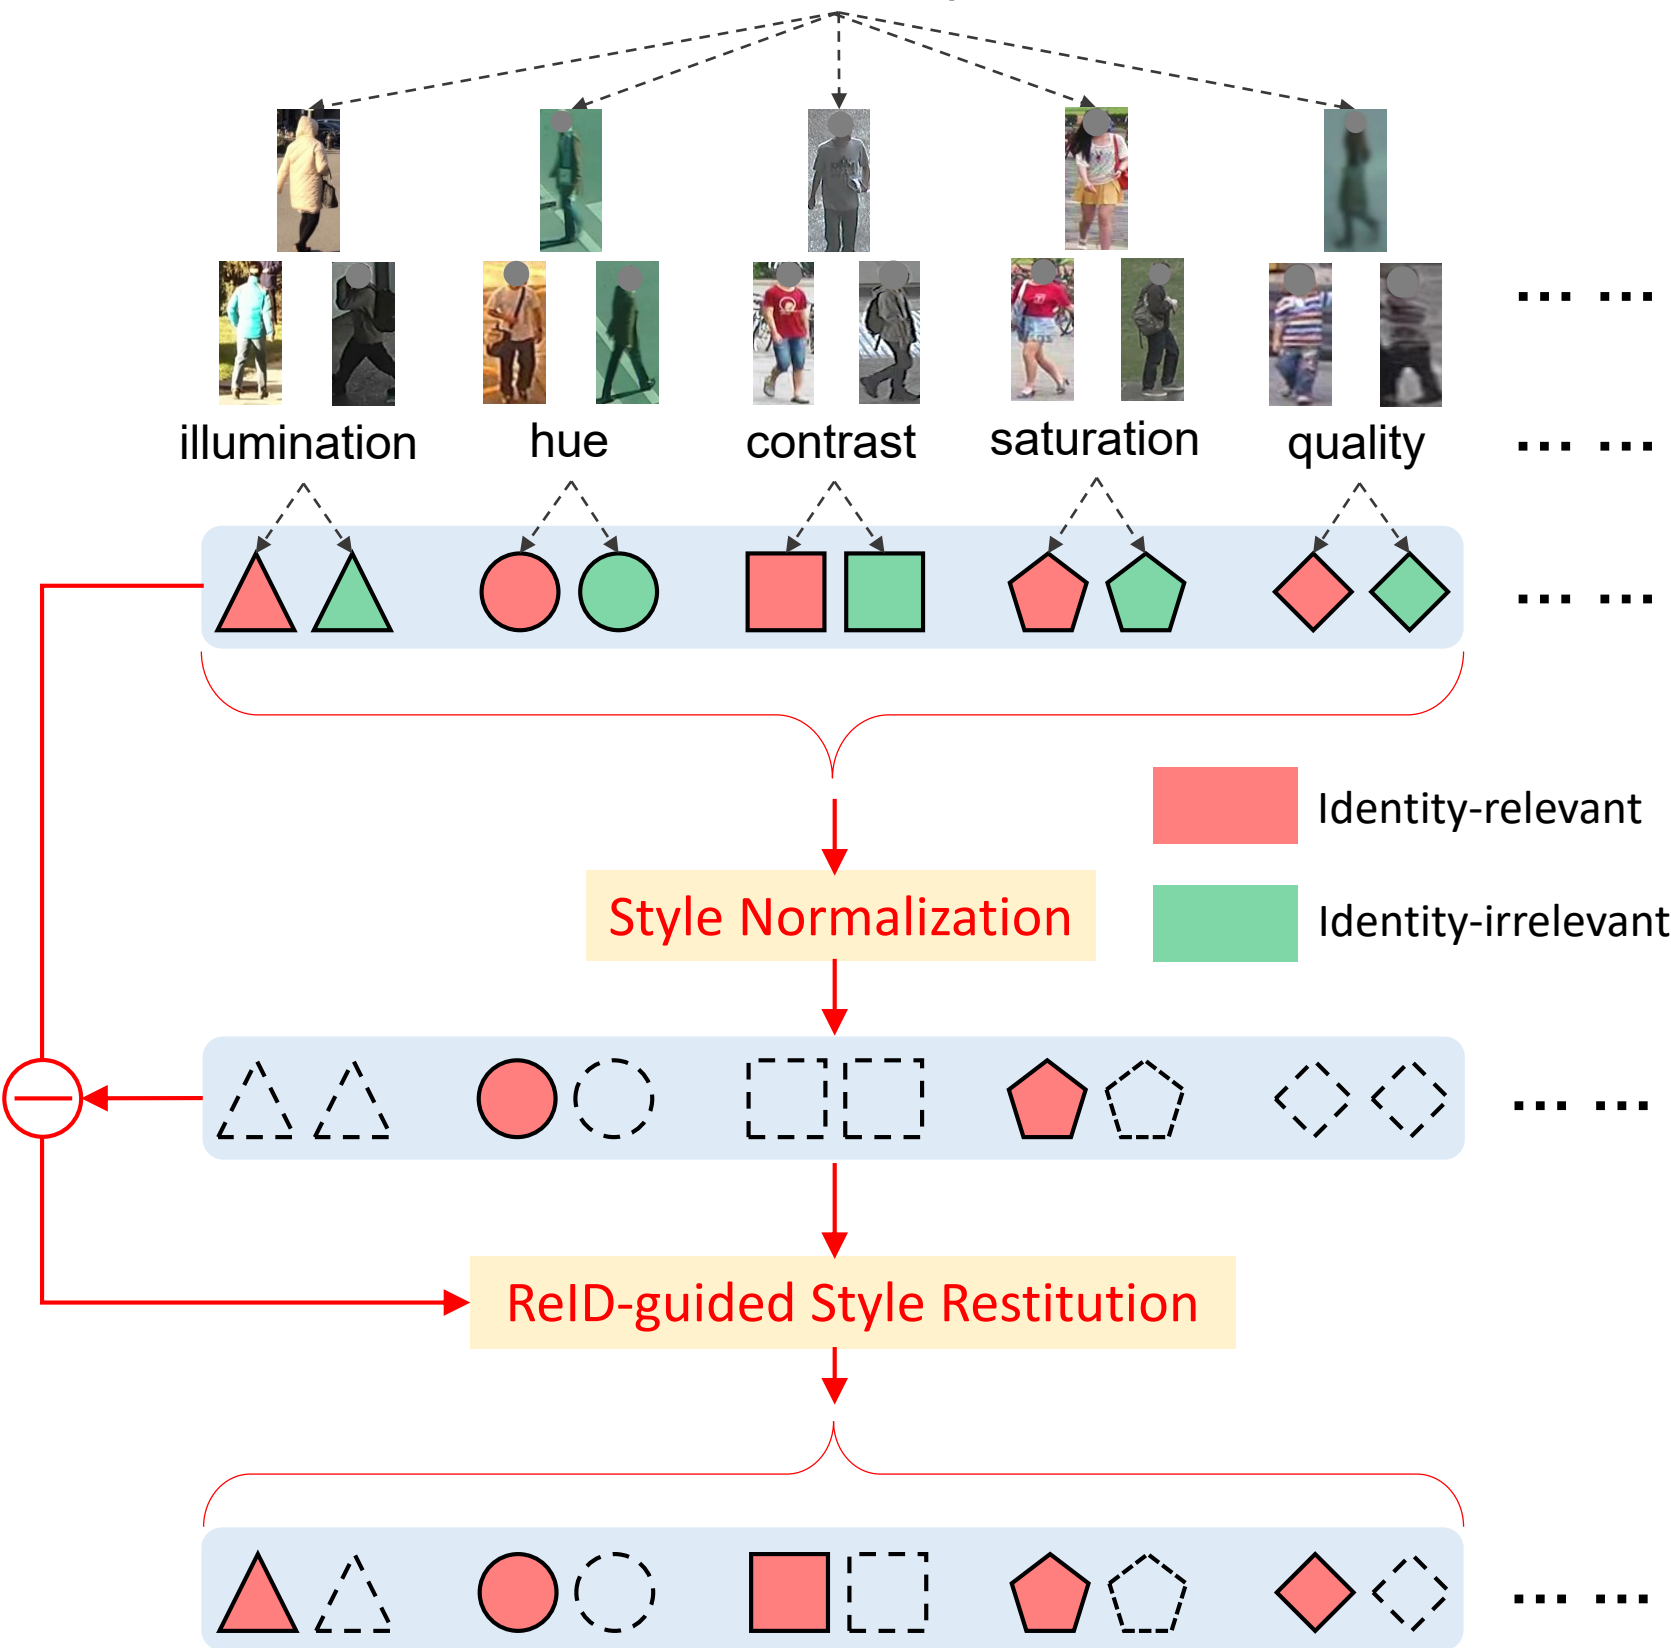 illumination hue contrast saturation quality
... ...
... ...
... ...
Identity-relevant
Style Normalization
Identity-irrelevant
... ...
ReID-guided Style Restitution
... ...